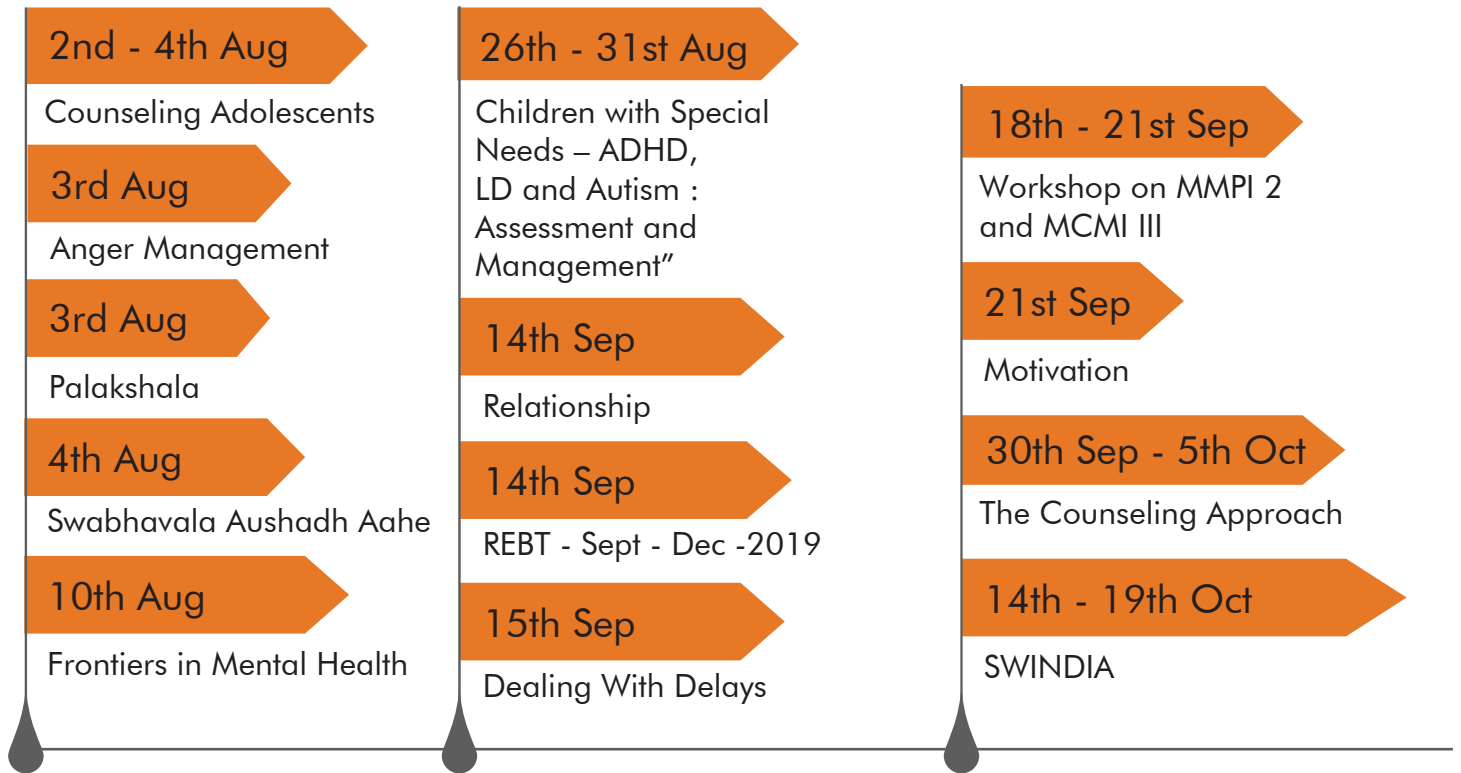 2nd - 4th Aug
Counseling Adolescents
3rd Aug
Anger Management
3rd Aug
Palakshala
4th Aug
Swabhavala Aushadh Aahe
10th Aug
Frontiers in Mental Health
26th - 31st Aug
Children with Special
Needs – ADHD,
LD and Autism :
Assessment and
Management”
14th Sep
Relationship
14th Sep
REBT - Sept - Dec -2019
15th Sep
Dealing With Delays
18th - 21st Sep
Workshop on MMPI 2
and MCMI III
21st Sep
Motivation
30th Sep - 5th Oct
The Counseling Approach
14th - 19th Oct
SWINDIA